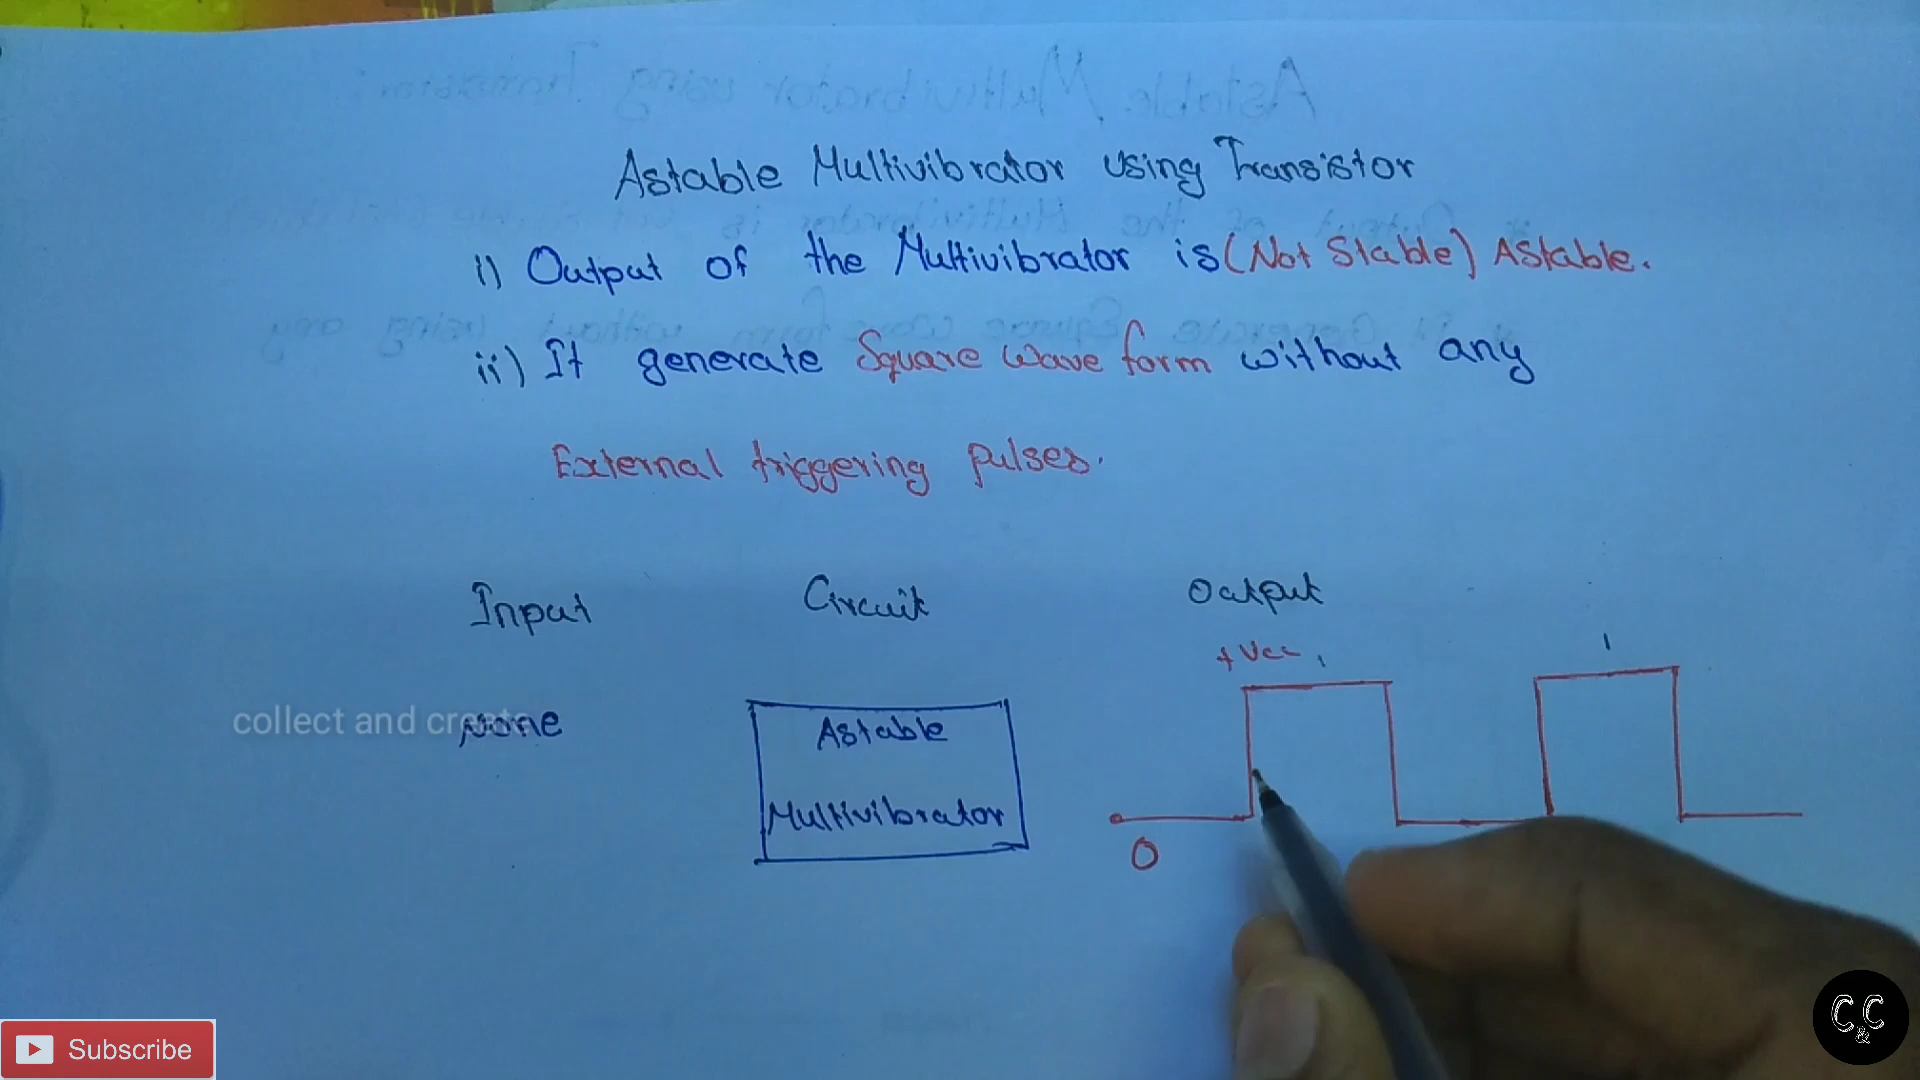 Astable Multivibrator Using Transistor
i) Output of the Multivibrator is (Not Stable) Astable.
ii) It generate Square Wave form without any
External triggering pulses.
Input Circuit Output
+Vcc
collect and create
None
Astable
Multivibrator
0
Subscribe
C&C